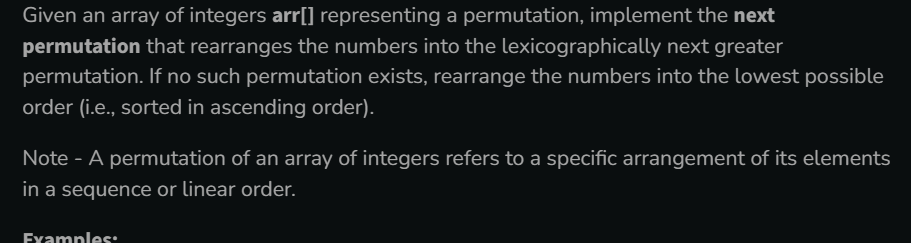 Given an array of integers arr[] representing a permutation, implement the next
permutation that rearranges the numbers into the lexicographically next greater
permutation. If no such permutation exists, rearrange the numbers into the lowest possible
order (i.e., sorted in ascending order).
Note - A permutation of an array of integers refers to a specific arrangement of its elements
in a sequence or linear order.
Examples: